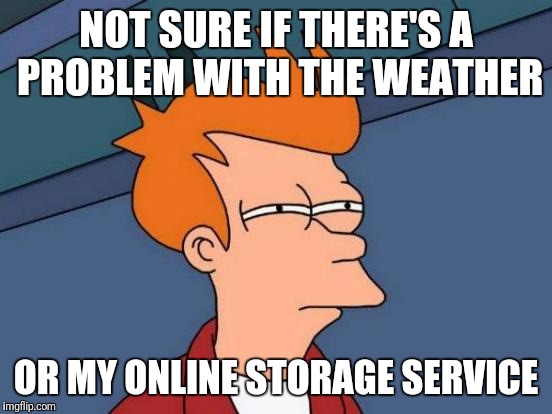 NOT SURE IF THERE'S A
PROBLEM WITH THE WEATHER
OR MY ONLINE STORAGE SERVICE
imgflip.com